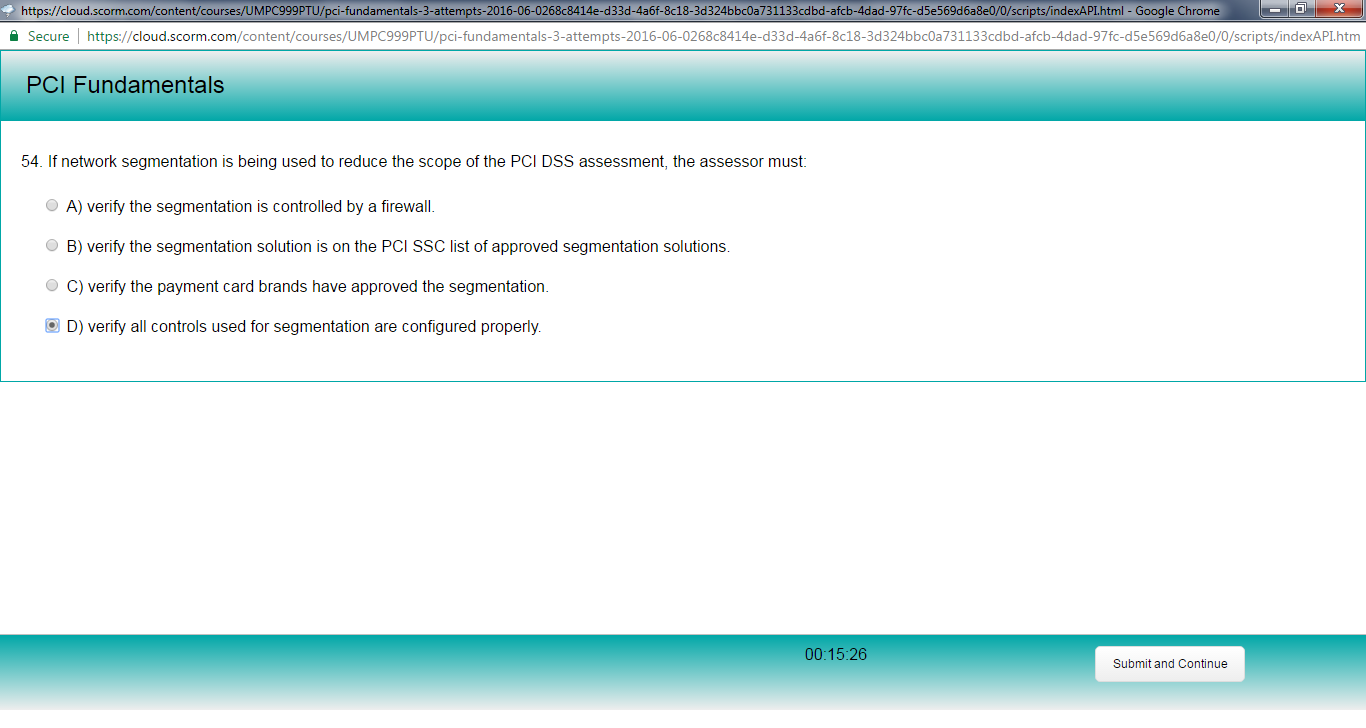 https://cloud.scorm.com/content/courses/UMPC999PTU/pci-fundamentals-3-attempts-2016-06-0268c8414e-d33d-4a6f-8c18-3d324bbc0a731133cdbd-afcb-4dad-97fc-d5e569d6a8e0/0/scripts/indexAPI.html - Google Chrome
Secure | https://cloud.scorm.com/content/courses/UMPC999PTU/pci-fundamentals-3-attempts-2016-06-0268c8414e-d33d-4a6f-8c18-3d324bbc0a731133cdbd-afcb-4dad-97fc-d5e569d6a8e0/0/scripts/indexAPI.htm
PCI Fundamentals
54. If network segmentation is being used to reduce the scope of the PCI DSS assessment, the assessor must:
A) verify the segmentation is controlled by a firewall.
B) verify the segmentation solution is on the PCI SSC list of approved segmentation solutions.
C) verify the payment card brands have approved the segmentation.
D) verify all controls used for segmentation are configured properly.
00:15:26
Submit and Continue